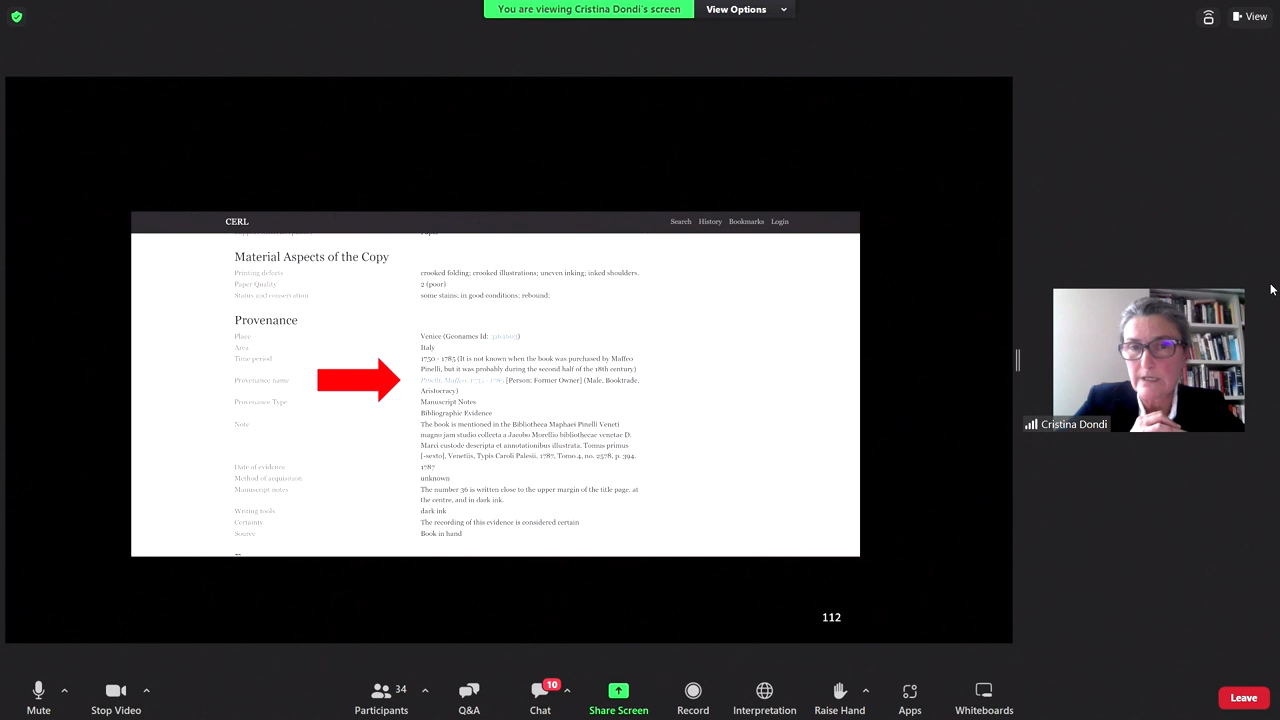 You are viewing Cristina Dondi's screen
View Options
View
CERL
Search History Bookmarks Login
Material Aspects of the Copy
Printing defects crooked folding; crooked illustrations; uneven inking; inked shoulders.
Paper Quality 2 (poor)
Status and conservation some stains; in good conditions; rebound;
Provenance
Place Venice (Geonames Id: 3164603)
Area Italy
Time period 1750 - 1785 (It is not known when the book was purchased by Maffeo
Pinelli, but it was probably during the second half of the 18th century)
Provenance name Pinelli, Maffeo, 1735 - 1785 [Person: Former Owner] (Male, Booktrade,
Aristocracy)
Provenance Type Manuscript Notes
Bibliographic Evidence
Note The book is mentioned in the Bibliotheca Maphaei Pinelli Veneti
magno jam studio collecta a Jacobo Morellio bibliothecae venetae D.
Marci custode descripta et annotationibus illustrata. Tomus primus
[-sexto], Venetiis, Typis Caroli Palesii, 1787, Tomo 4, no. 2578, p. 394.
Date of evidence 1787
Method of acquisition unknown
Manuscript notes The number 36 is written close to the upper margin of the title page, at
the centre, and in dark ink.
Writing tools dark ink
Certainty The recording of this evidence is considered certain
Source Book in hand
112
Cristina Dondi
Mute
Stop Video
34
Participants
Q&A
10
Chat
Share Screen
Record
Interpretation
Raise Hand
Apps
Whiteboards
Leave